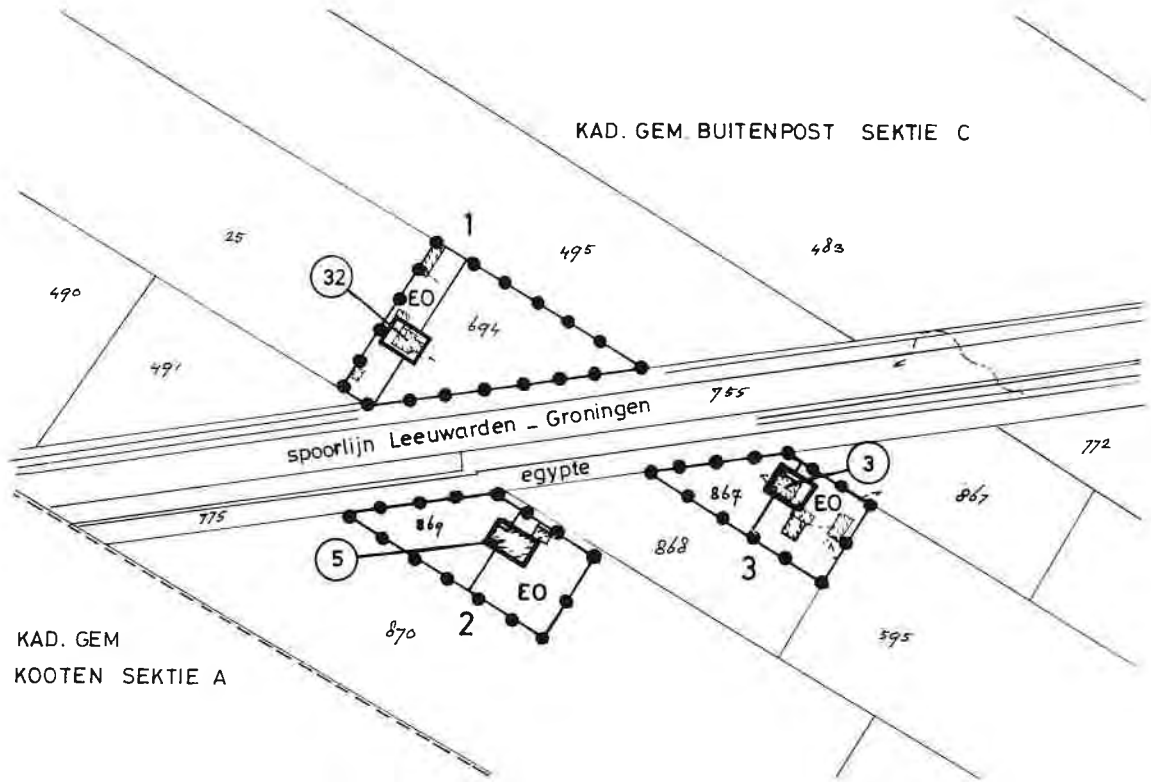 KAD. GEM. BUITENPOST SEKTIE C
1
25
495
483
32
EO
490
694
491
755
spoorlijn Leeuwarden - Groningen
egypte
3
772
867
EO
775
869
868
867
5
3
EO
2
870
595
KAD. GEM
KOOTEN SEKTIE A